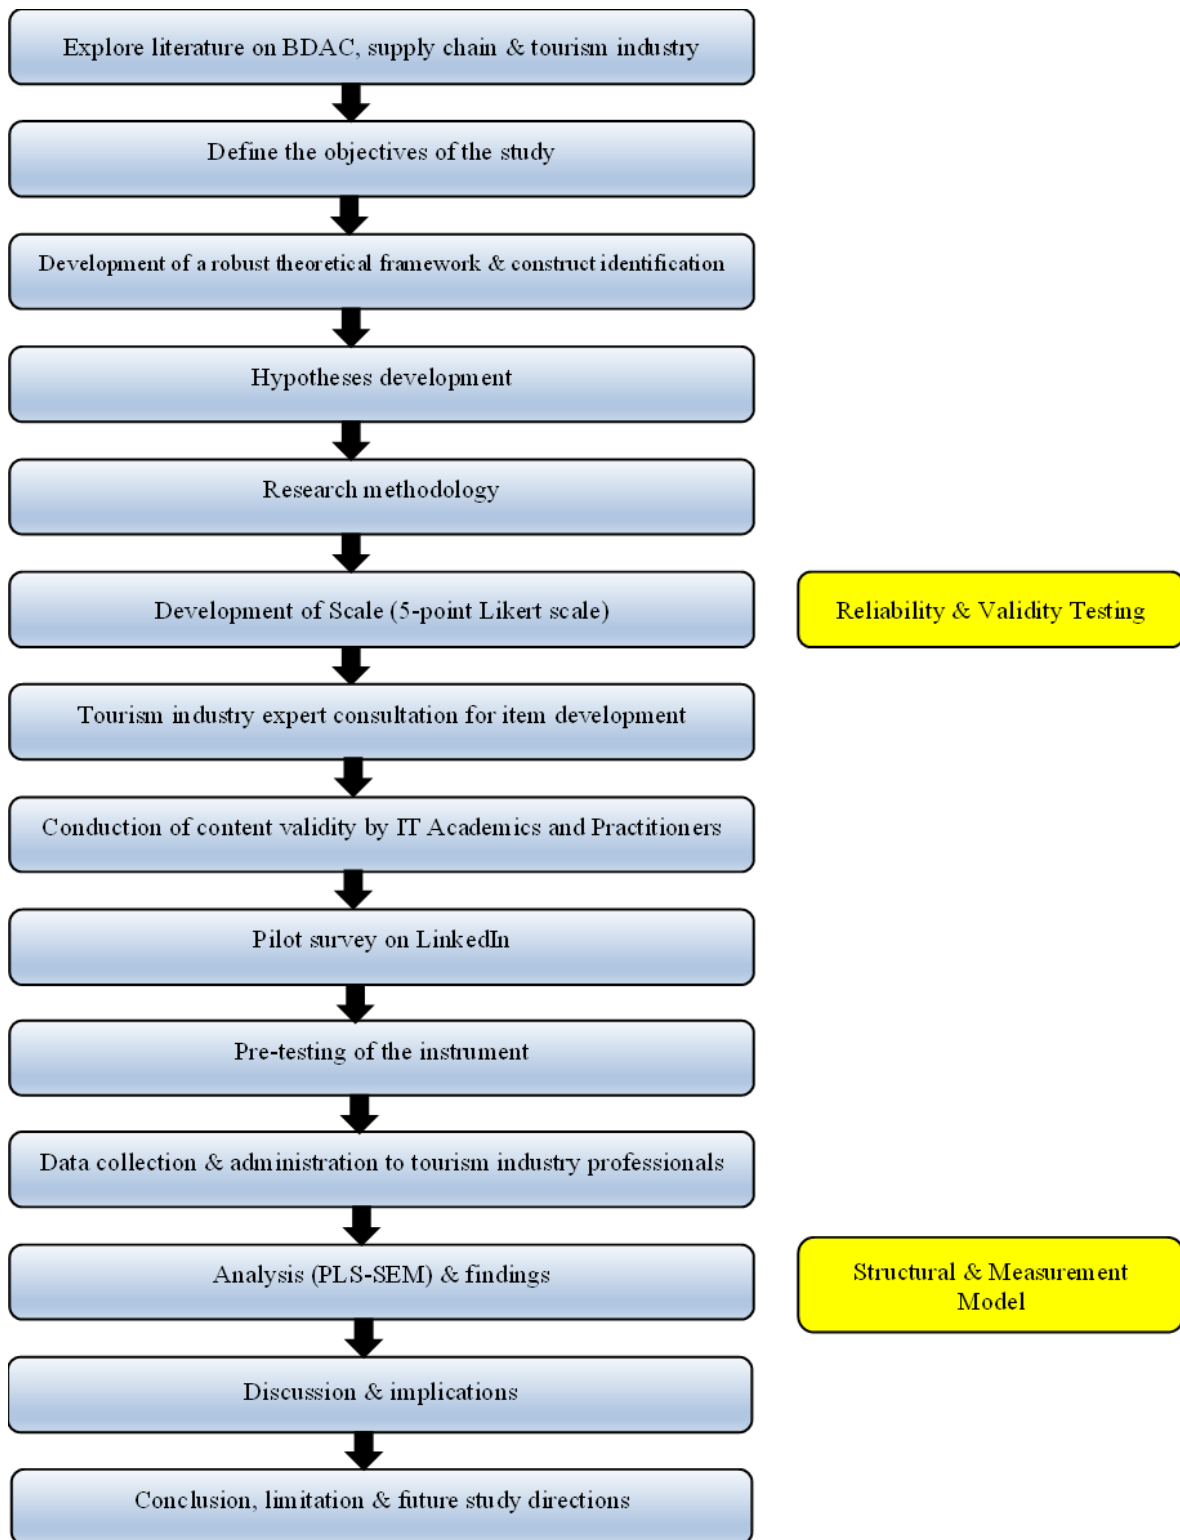 Explore literature on BDAC, supply chain & tourism industry
Define the objectives of the study
Development of a robust theoretical framework & construct identification
Hypotheses development
Research methodology
Development of Scale (5-point Likert scale)
Reliability & Validity Testing
Tourism industry expert consultation for item development
Conduction of content validity by IT Academics and Practitioners
Pilot survey on LinkedIn
Pre-testing of the instrument
Data collection & administration to tourism industry professionals
Analysis (PLS-SEM) & findings
Structural & Measurement
Model
Discussion & implications
Conclusion, limitation & future study directions